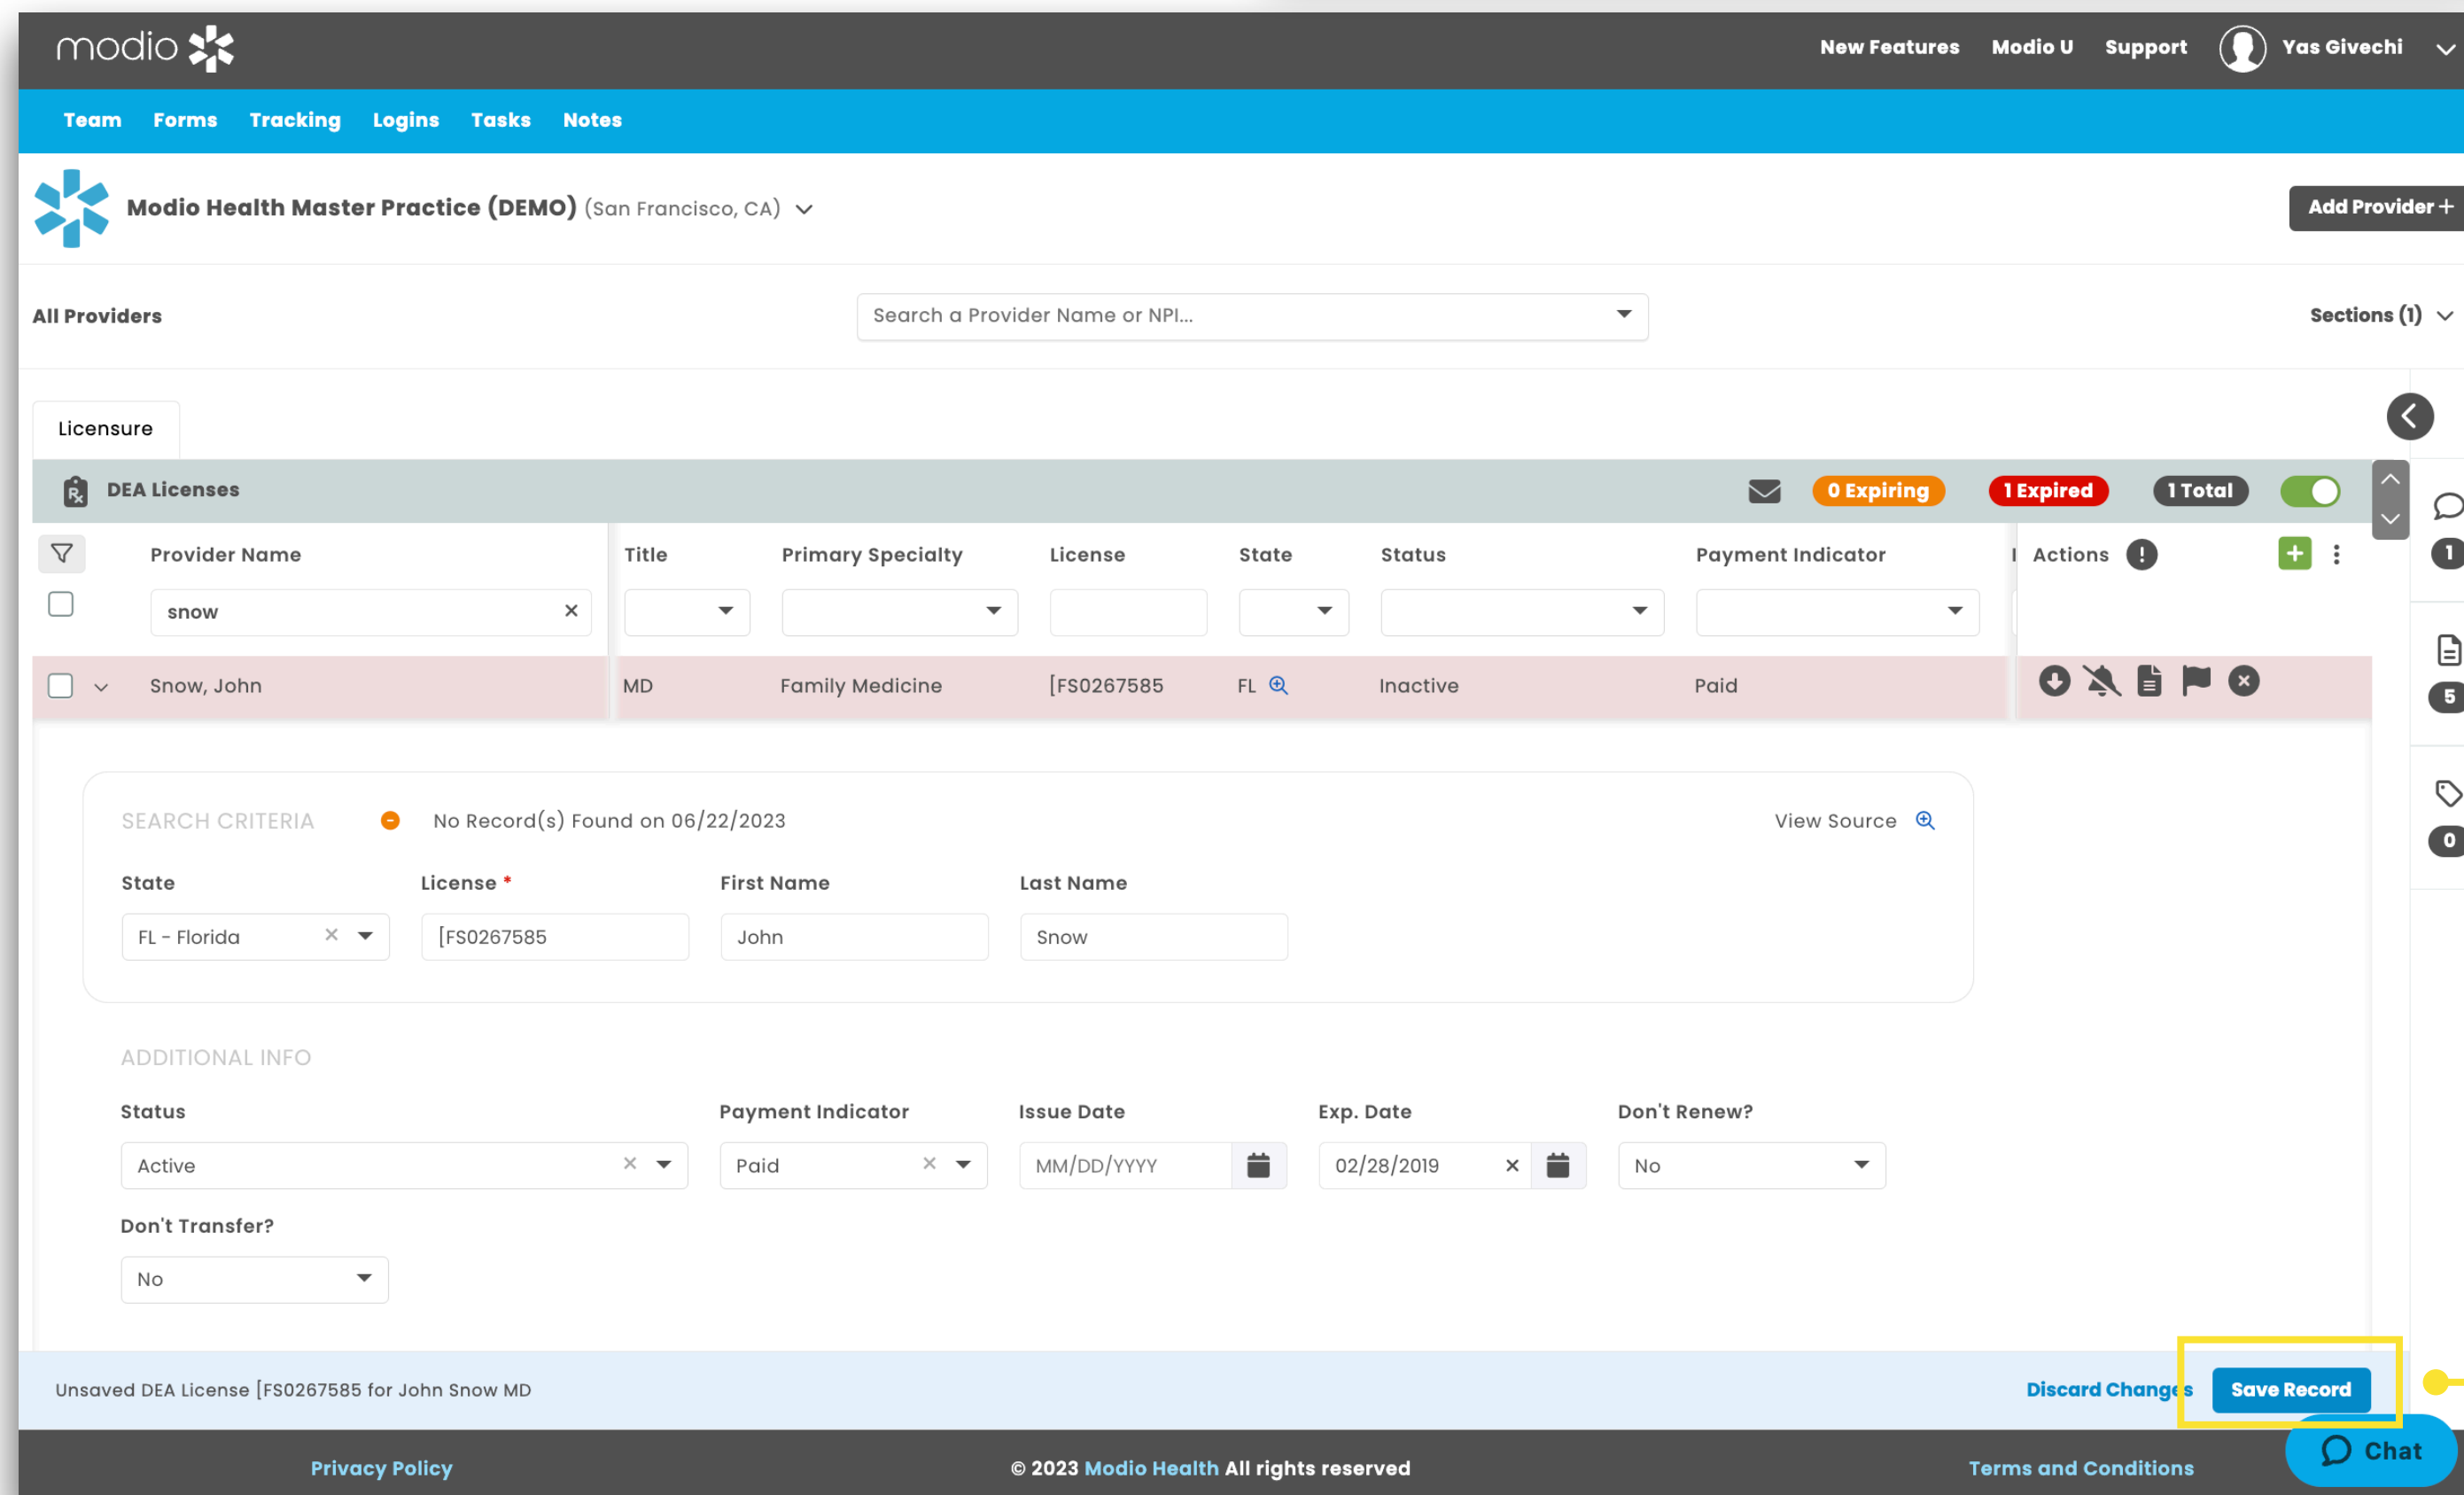 modio
New Features Modio U Support Yas Givechi
Team Forms Tracking Logins Tasks Notes
Modio Health Master Practice (DEMO) (San Francisco, CA)
Add Provider +
All Providers
Search a Provider Name or NPI...
Sections (1)
Licensure
DEA Licenses
0 Expiring 1 Expired 1 Total
Provider Name Title Primary Specialty License State Status Payment Indicator Actions
1
snow
Snow, John MD Family Medicine [FS0267585 FL Inactive Paid
5
SEARCH CRITERIA No Record(s) Found on 06/22/2023 View Source
0
State License * First Name Last Name
FL - Florida [FS0267585 John Snow
ADDITIONAL INFO
Status Payment Indicator Issue Date Exp. Date Don't Renew?
Active Paid MM/DD/YYYY 02/28/2019 No
Don't Transfer?
No
Unsaved DEA License [FS0267585 for John Snow MD
Discard Changes Save Record
Privacy Policy © 2023 Modio Health All rights reserved Terms and Conditions
Chat